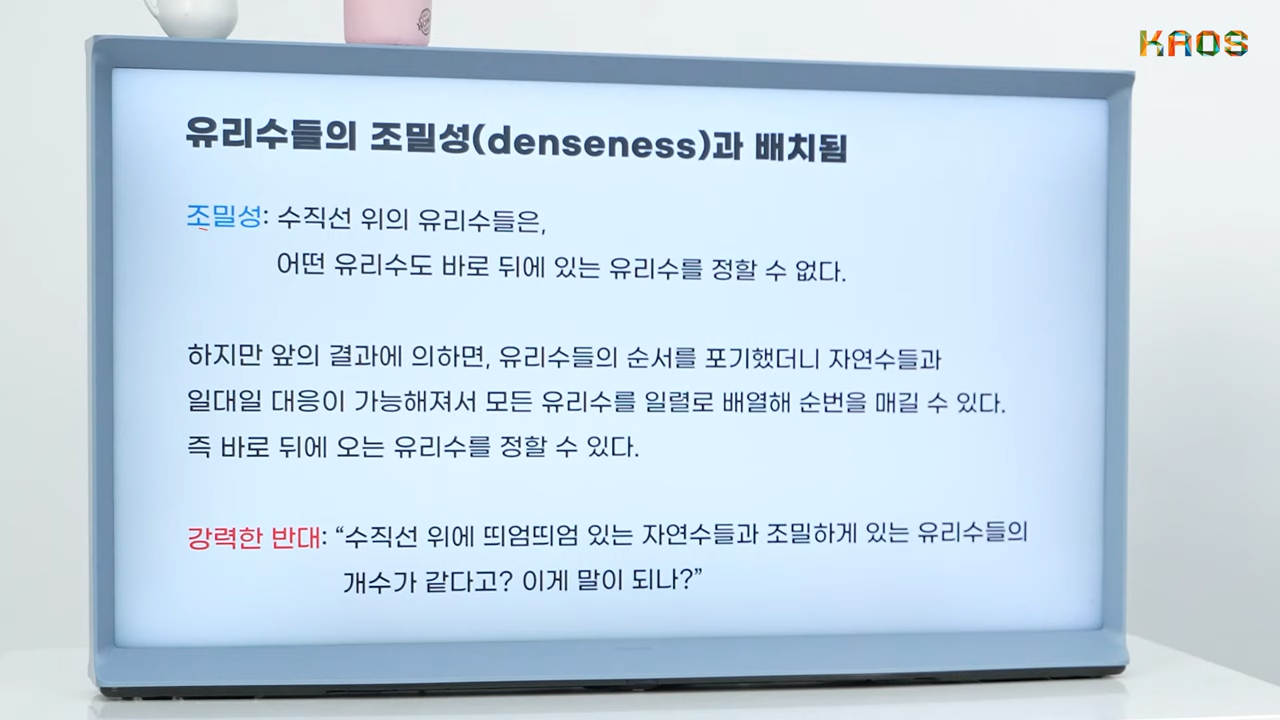 KAOS
유리수들의 조밀성(denseness)과 배치됨
조밀성: 수직선 위의 유리수들은,
어떤 유리수도 바로 뒤에 있는 유리수를 정할 수 없다.
하지만 앞의 결과에 의하면, 유리수들의 순서를 포기했더니 자연수들과
일대일 대응이 가능해져서 모든 유리수를 일렬로 배열해 순번을 매길 수 있다.
즉 바로 뒤에 오는 유리수를 정할 수 있다.
강력한 반대: “수직선 위에 띄엄띄엄 있는 자연수들과 조밀하게 있는 유리수들의
개수가 같다고? 이게 말이 되나?”